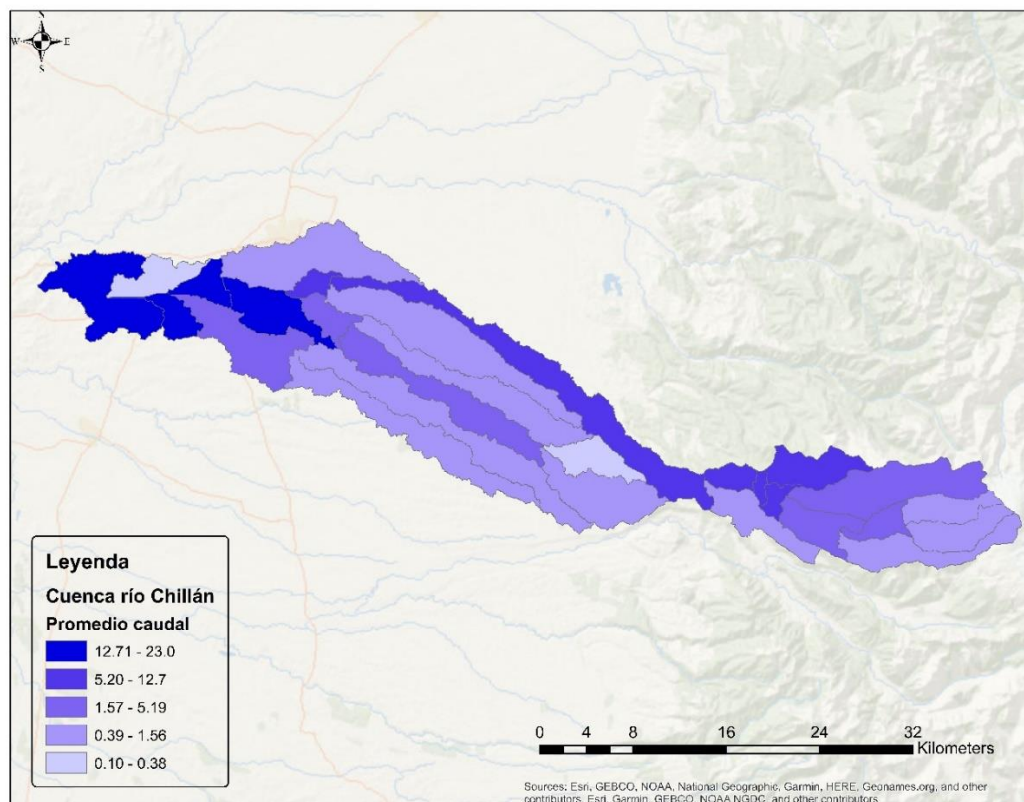 N
W E
S
Leyenda
Cuenca río Chillán
Promedio caudal
12.71 - 23.0
5.20 - 12.7
1.57 - 5.19
0.39 - 1.56
0.10 - 0.38
0 4 8 16 24 32
Kilometers
Sources: Esri, GEBCO, NOAA, National Geographic, Garmin, HERE, Geonames.org, and other
contributors, Esri, Garmin, GEBCO, NOAA NGDC, and other contributors